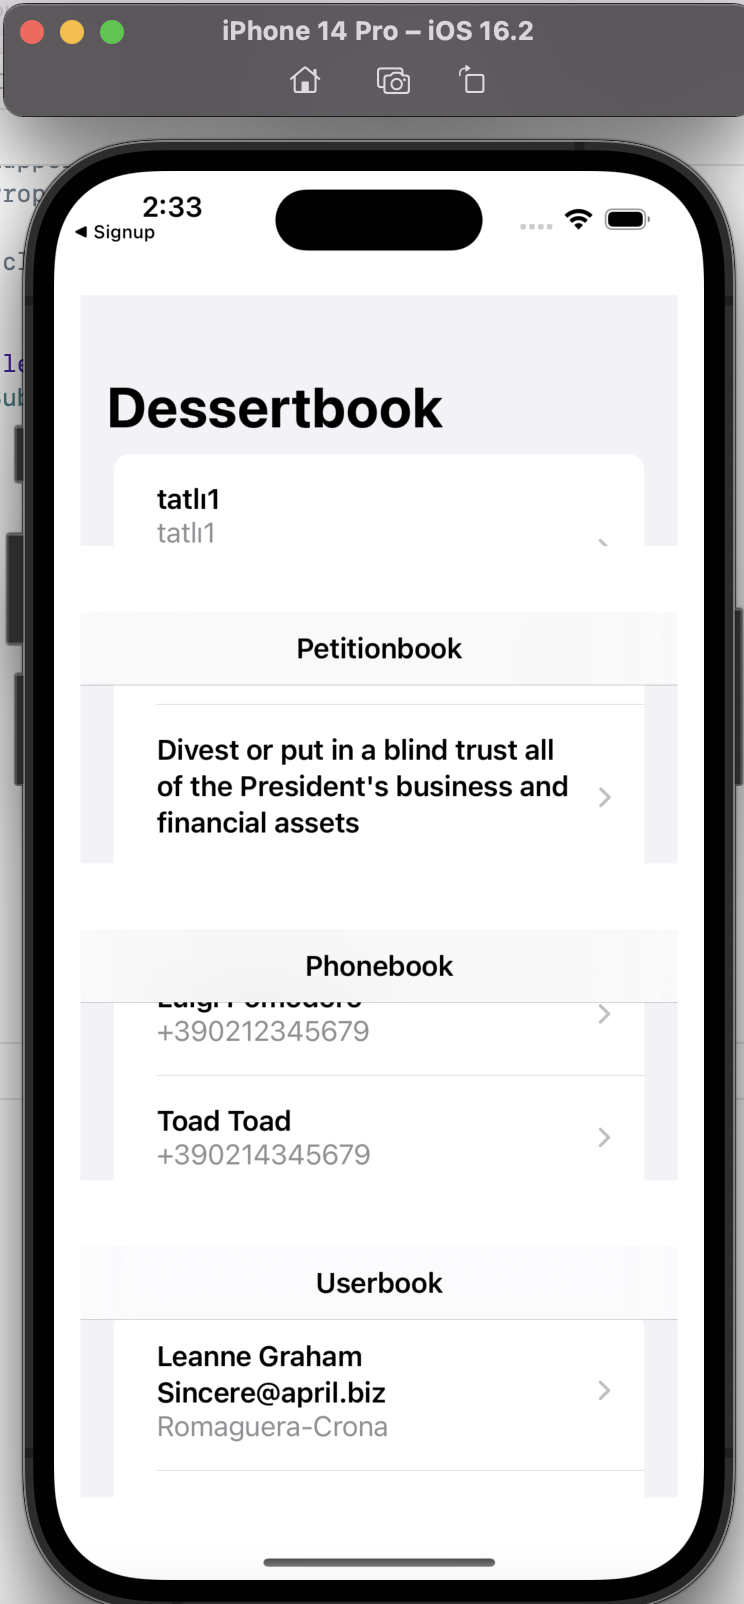 iPhone 14 Pro – iOS 16.2
2:33
◀ Signup
Dessertbook
tatlı1
tatlı1
Petitionbook
Divest or put in a blind trust all
of the President's business and
financial assets
Phonebook
+390212345679
Toad Toad
+390214345679
Userbook
Leanne Graham
Sincere@april.biz
Romaguera-Crona